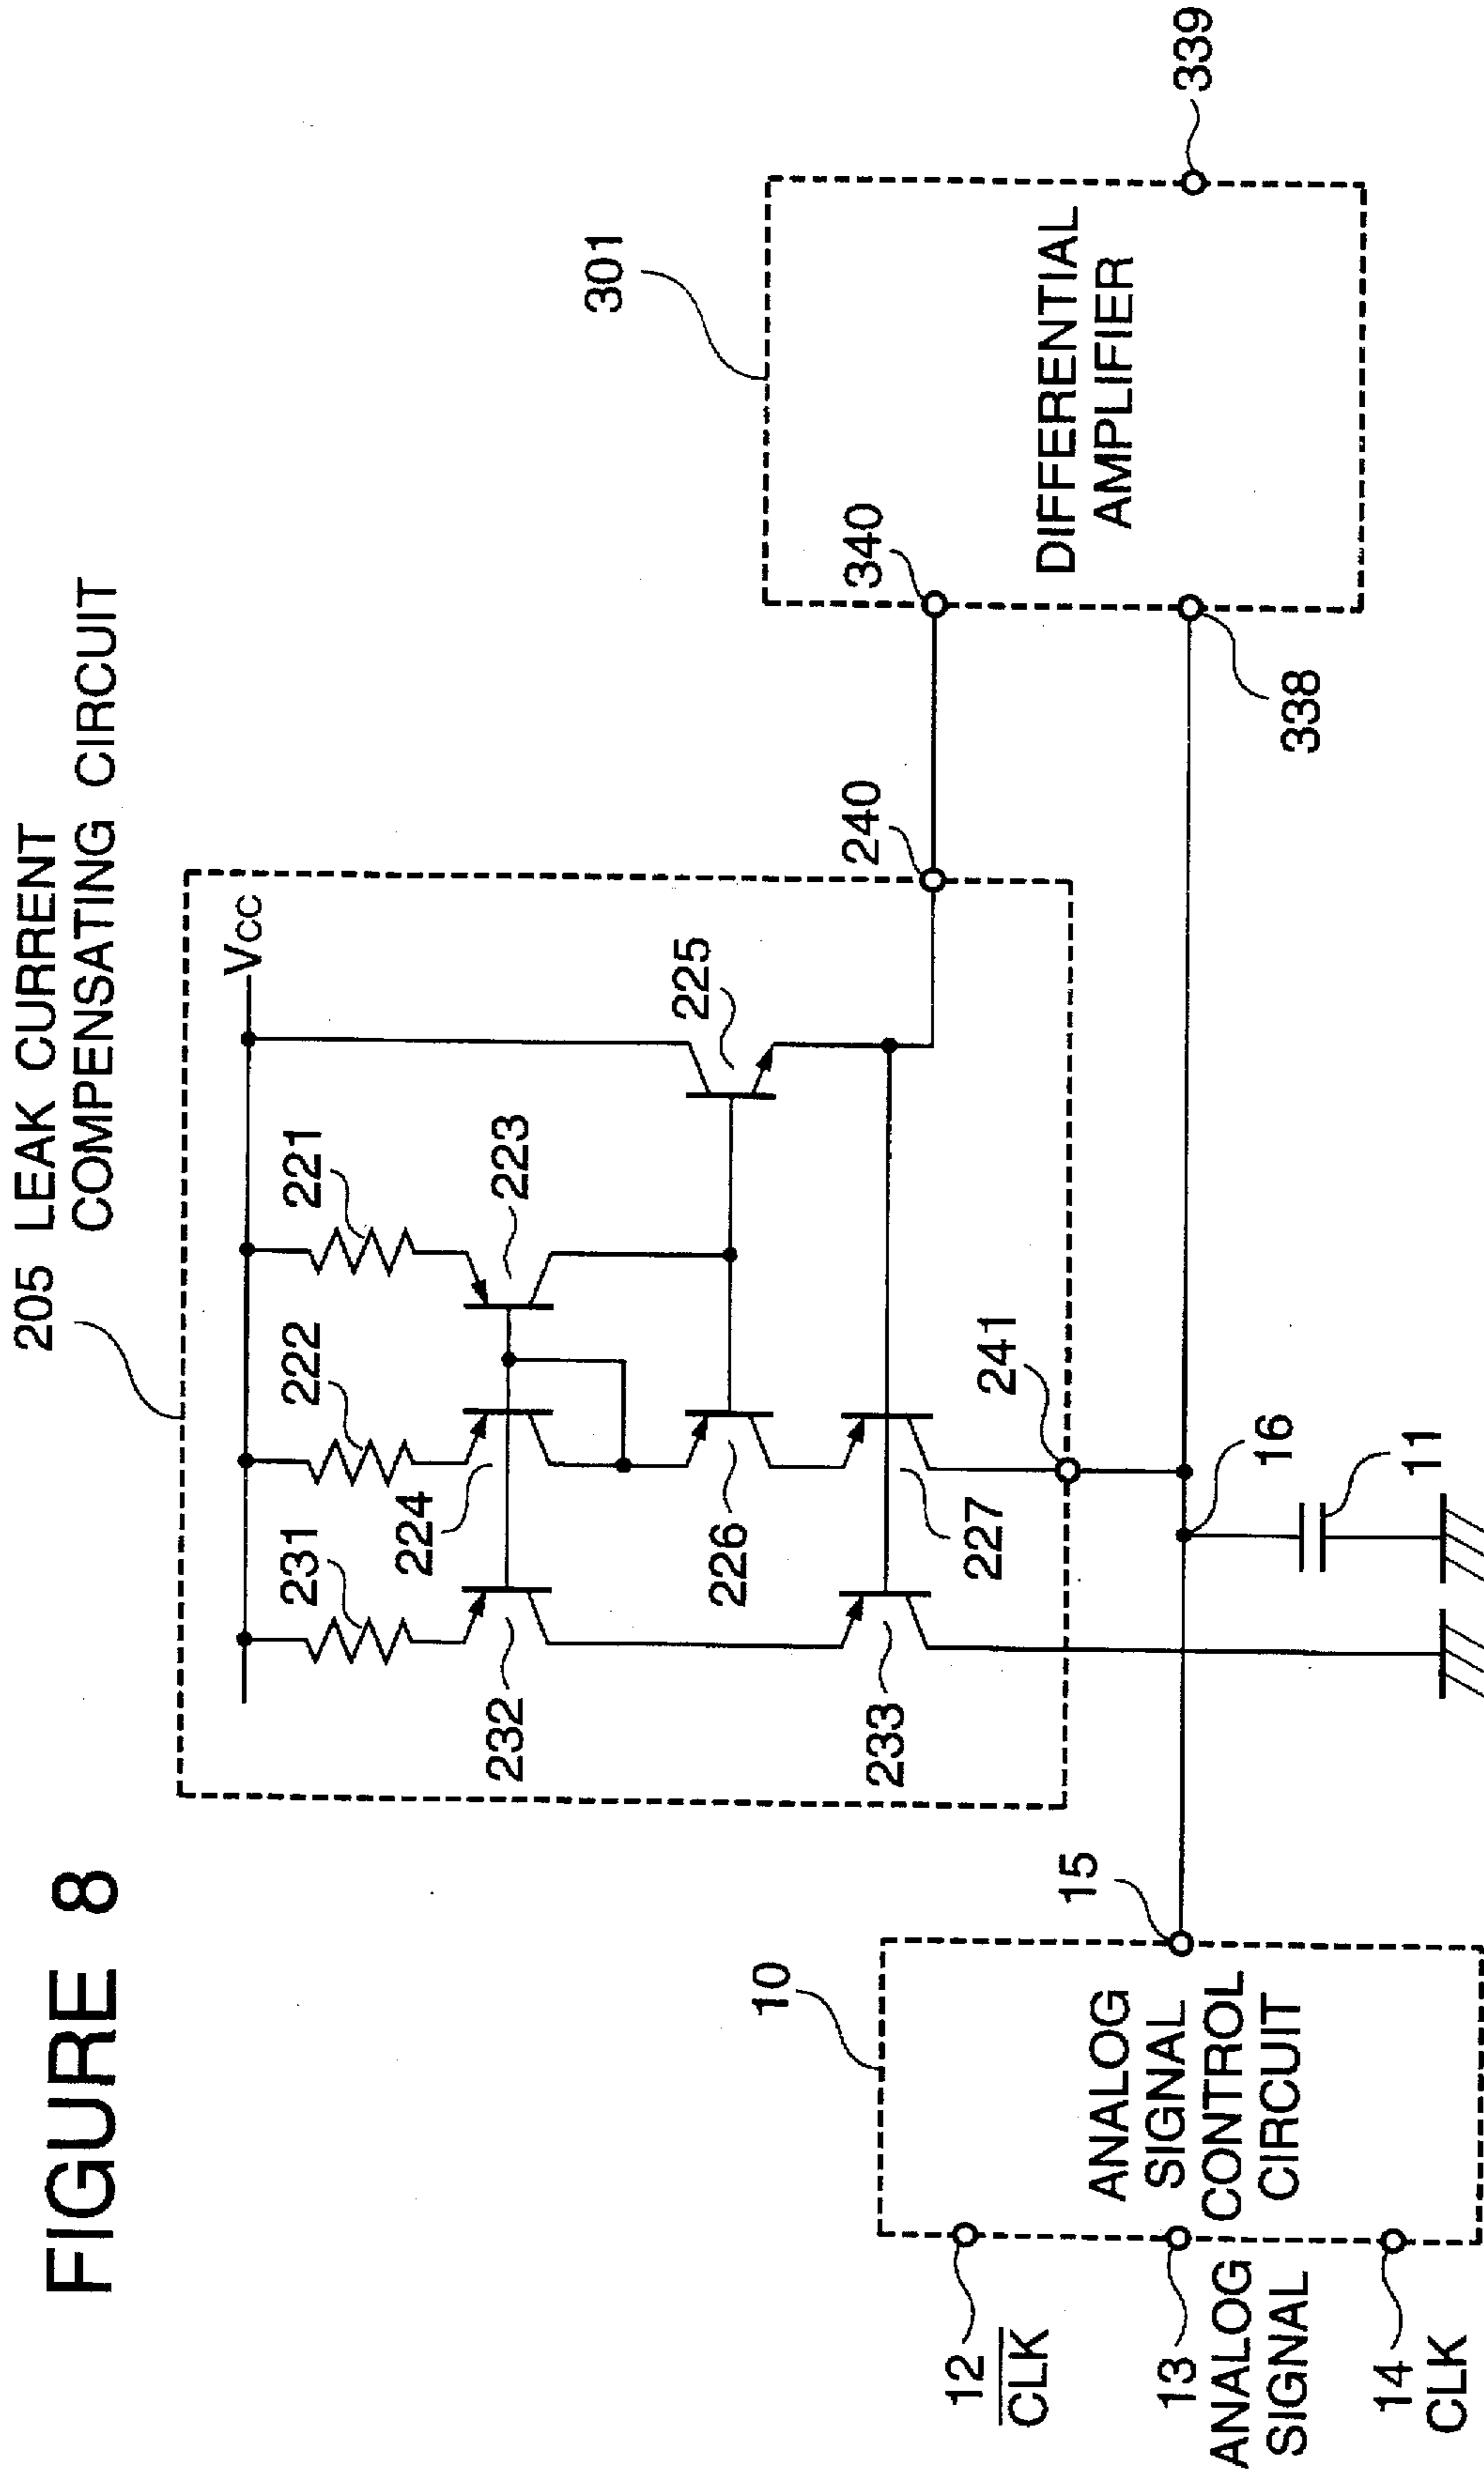 FIGURE 8
205 LEAK CURRENT
COMPENSATING CIRCUIT
Vcc
231
222
221
232
224
223
225
226
233
227
240
241
301
340
DIFFERENTIAL
AMPLIFIER
338
339
10
ANALOG
SIGNAL
CONTROL
CIRCUIT
15
16
11
12
C̅L̅K̅
13
ANALOG
SIGNAL
14
CLK